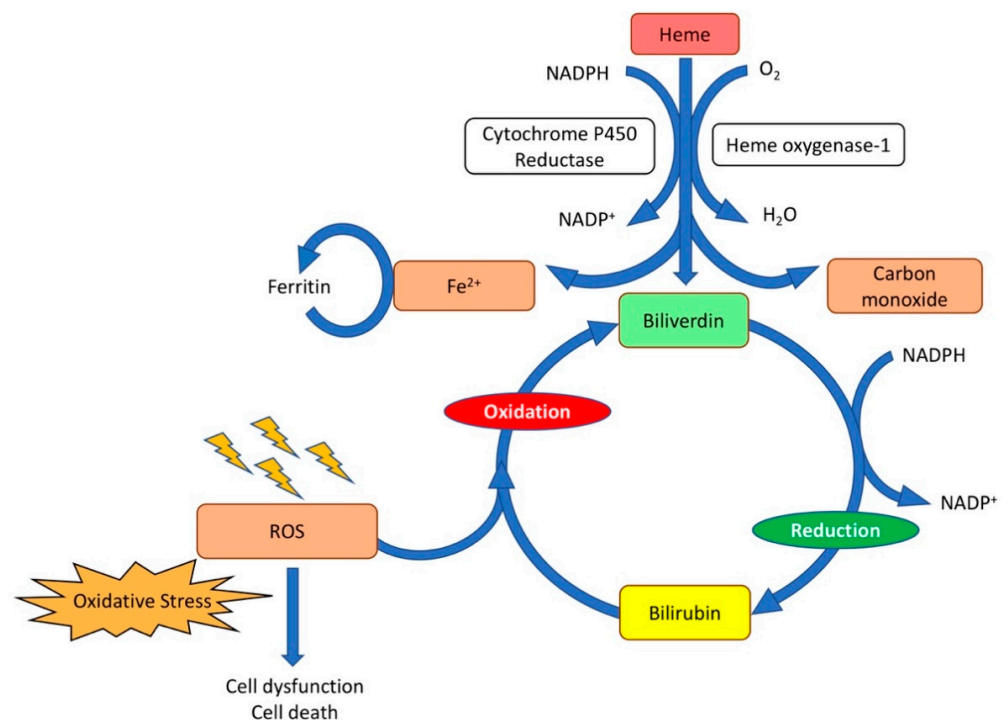 Heme
NADPH
O₂
Cytochrome P450
Reductase
Heme oxygenase-1
NADP⁺
H₂O
Ferritin
Fe²⁺
Carbon
monoxide
Biliverdin
NADPH
Oxidation
ROS
NADP⁺
Reduction
Oxidative Stress
Bilirubin
Cell dysfunction
Cell death